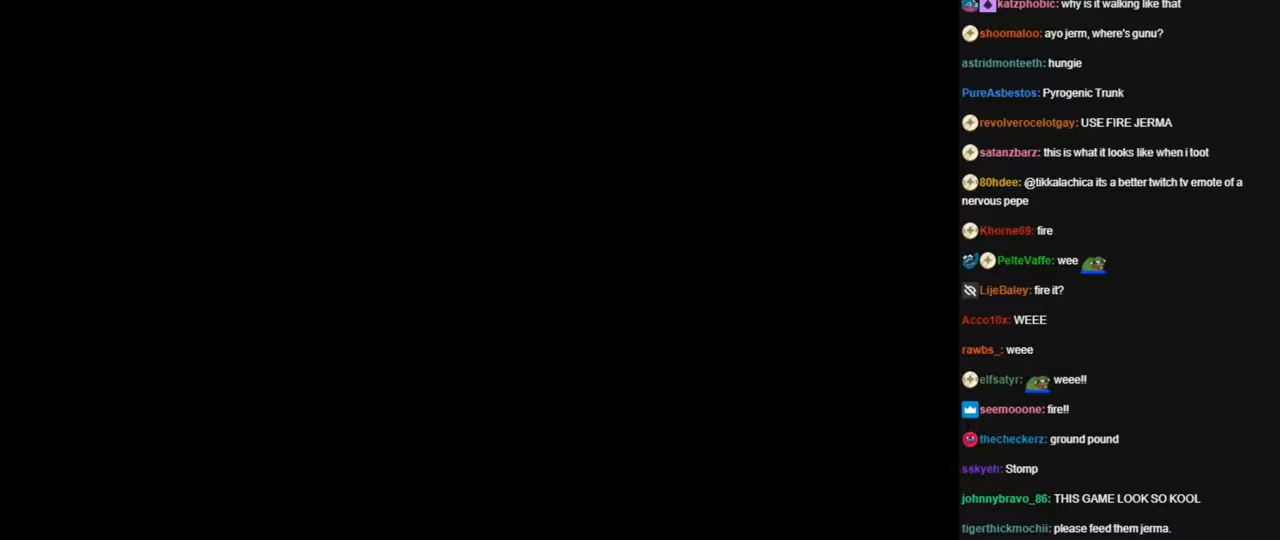 katzphobic: why is it walking like that
shoomaloo: ayo jerm, where's gunu?
astridmonteeth: hungie
PureAsbestos: Pyrogenic Trunk
revolverocelotgay: USE FIRE JERMA
satanzbarz: this is what it looks like when i toot
80hdee: @tikkalachica its a better twitch tv emote of a
nervous pepe
Khorne69: fire
PelteVaffe: wee
LijeBaley: fire it?
Acco10x: WEEE
rawbs_: weee
elfsatyr: weee!!
seemooone: fire!!
thecheckerz: ground pound
sskyeh: Stomp
johnnybravo_86: THIS GAME LOOK SO KOOL
tigerthickmochii: please feed them jerma.